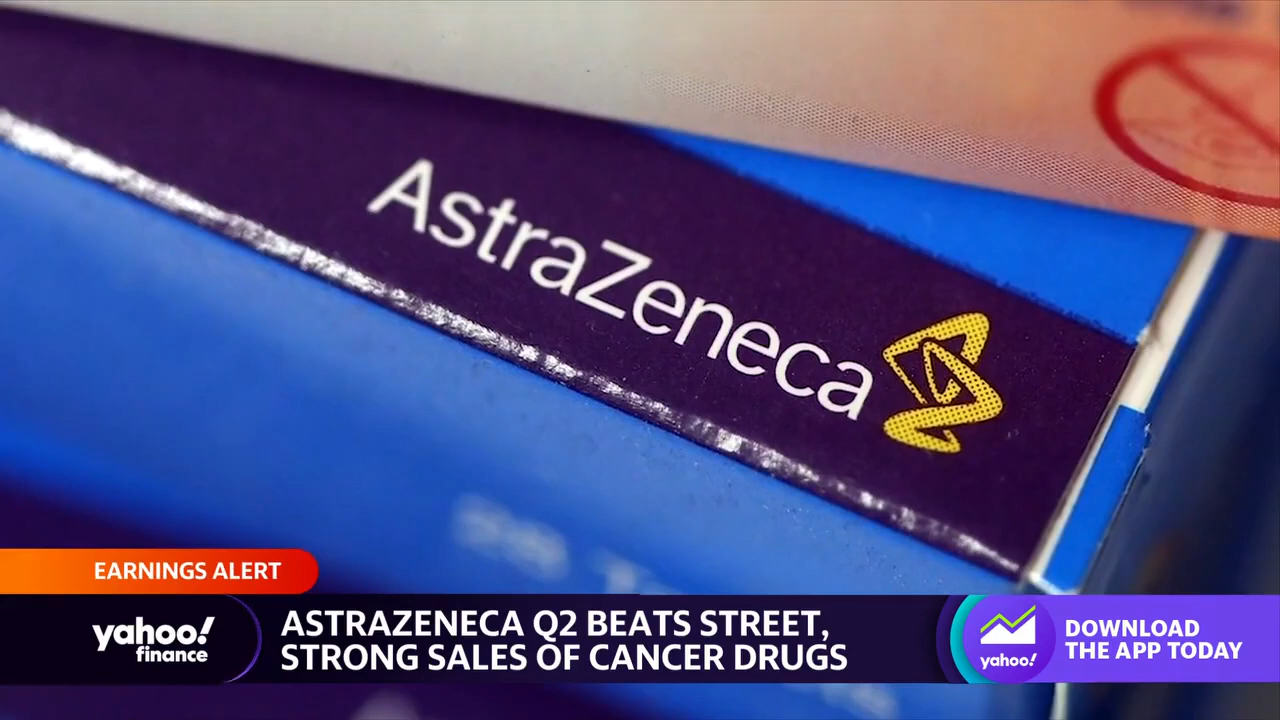 AstraZeneca
EARNINGS ALERT
yahoo!
finance
ASTRAZENECA Q2 BEATS STREET,
STRONG SALES OF CANCER DRUGS
yahoo!
DOWNLOAD
THE APP TODAY